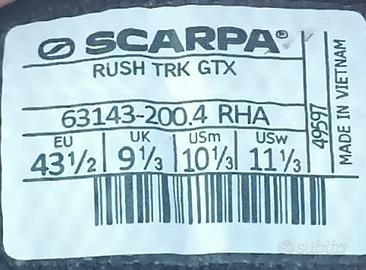 SCARPA®
RUSH TRK GTX
63143-200.4 RHA
EU UK USm USw
43½ 9⅓ 10⅓ 11⅓
49597
MADE IN VIETNAM
subito